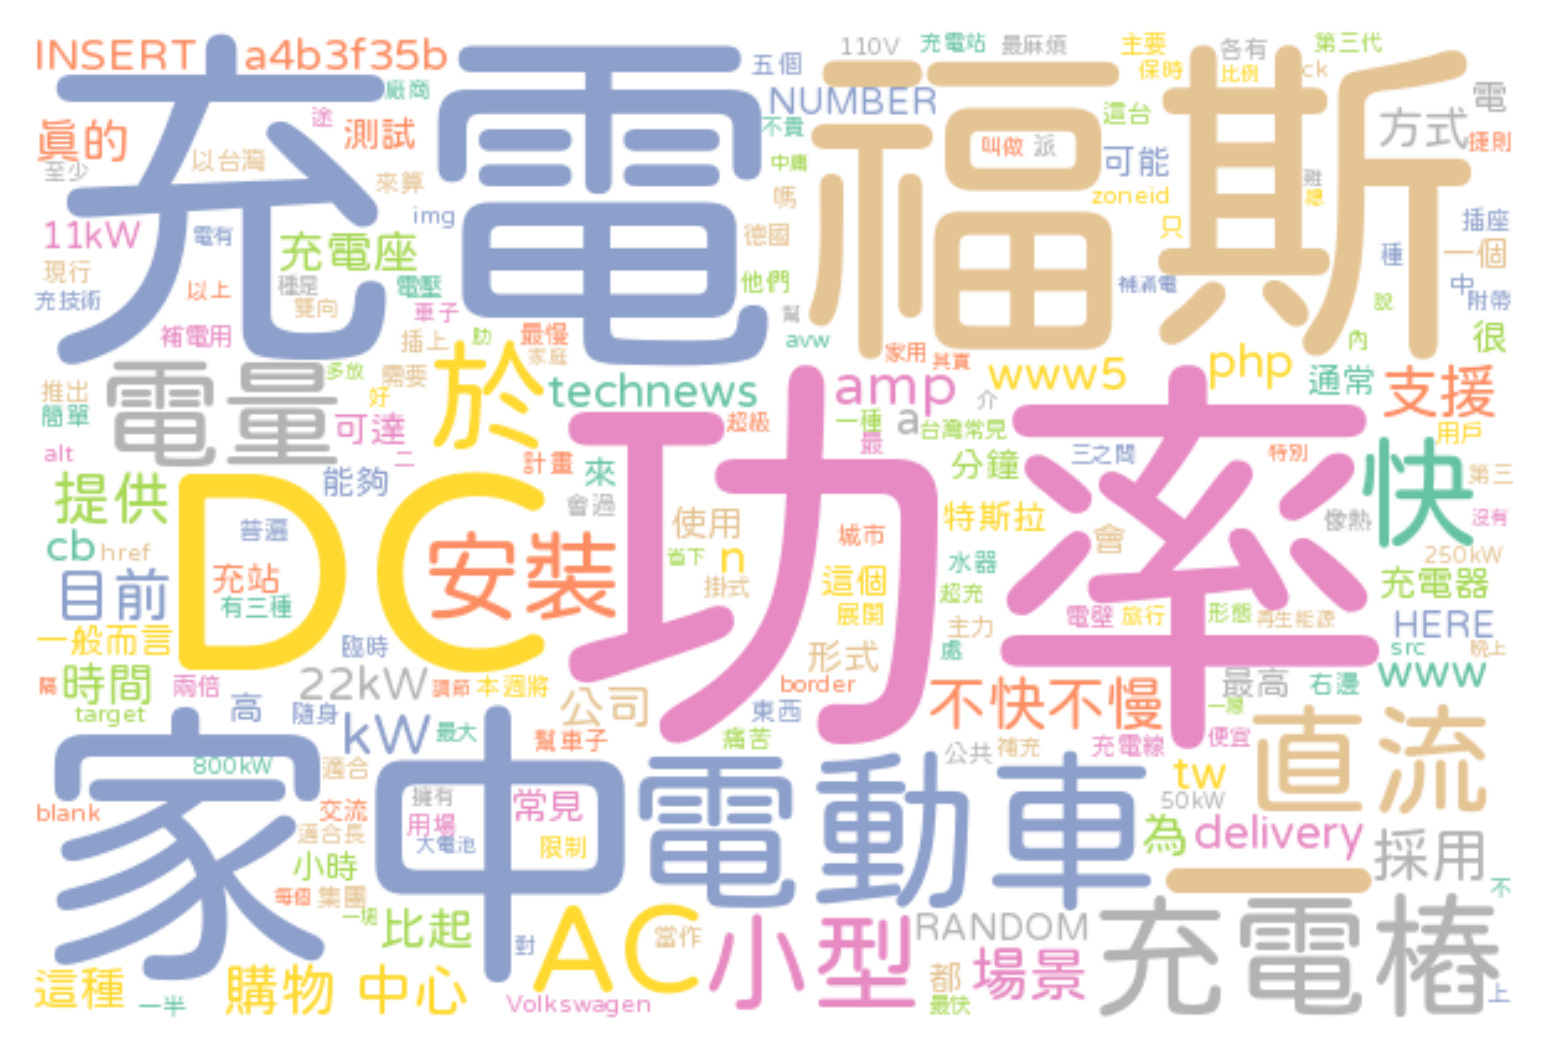 INSERT
a4b3f35b
充電
福斯
五個
110V
充電站
最麻煩
主要
各有
第三代
保時
比例
ck
廠商
NUMBER
電
途
不貴
這台
方式
捷則
真的
測試
叫做
派
可能
至少
以台灣
中庸
來算
嗎
zoneid
img
只
插座
11kW
電有
充電座
德國
種
一個
現行
種是
電壓
他們
補滿電
中
附帶
充技術
以上
雙向
車子
幫
說
補電用
插上
肋
最慢
avw
內
很
家庭
家用
其實
www5
php
電量
多放
需要
於
technews
amp
通常
支援
推出
簡單
好
可達
超級
一種
a
介
台灣常見
用戶
最
alt
二
計畫
來
分鐘
三之間
特別
快
第三
提供
能夠
會過
使用
特斯拉
會
像熱
沒有
DC
功率
普遍
安裝
城市
cb
href
省下
n
水器
250kW
目前
充站
掛式
這個
超充
充電器
有三種
展開
電壁
旅行
形態
再生能源
一般而言
臨時
主力
HERE
處
形式
src
晚上
隔
時間
兩倍
22kW
調節
本週將
border
最高
右邊
www
target
高
隨身
公司
東西
不快不慢
家中
kW
最大
幫車子
痛苦
公共
補充
充電線
便宜
直流
800kW
適合
電動車
tw
blank
交流
擁有
常見
50kW
用場
適合長
大電池
限制
為
delivery
採用
小時
一
每個
集團
不
比起
對
AC
當作
小型
RANDOM
充電樁
這種
一半
購物
中心
Volkswagen
都
最快
場景
上